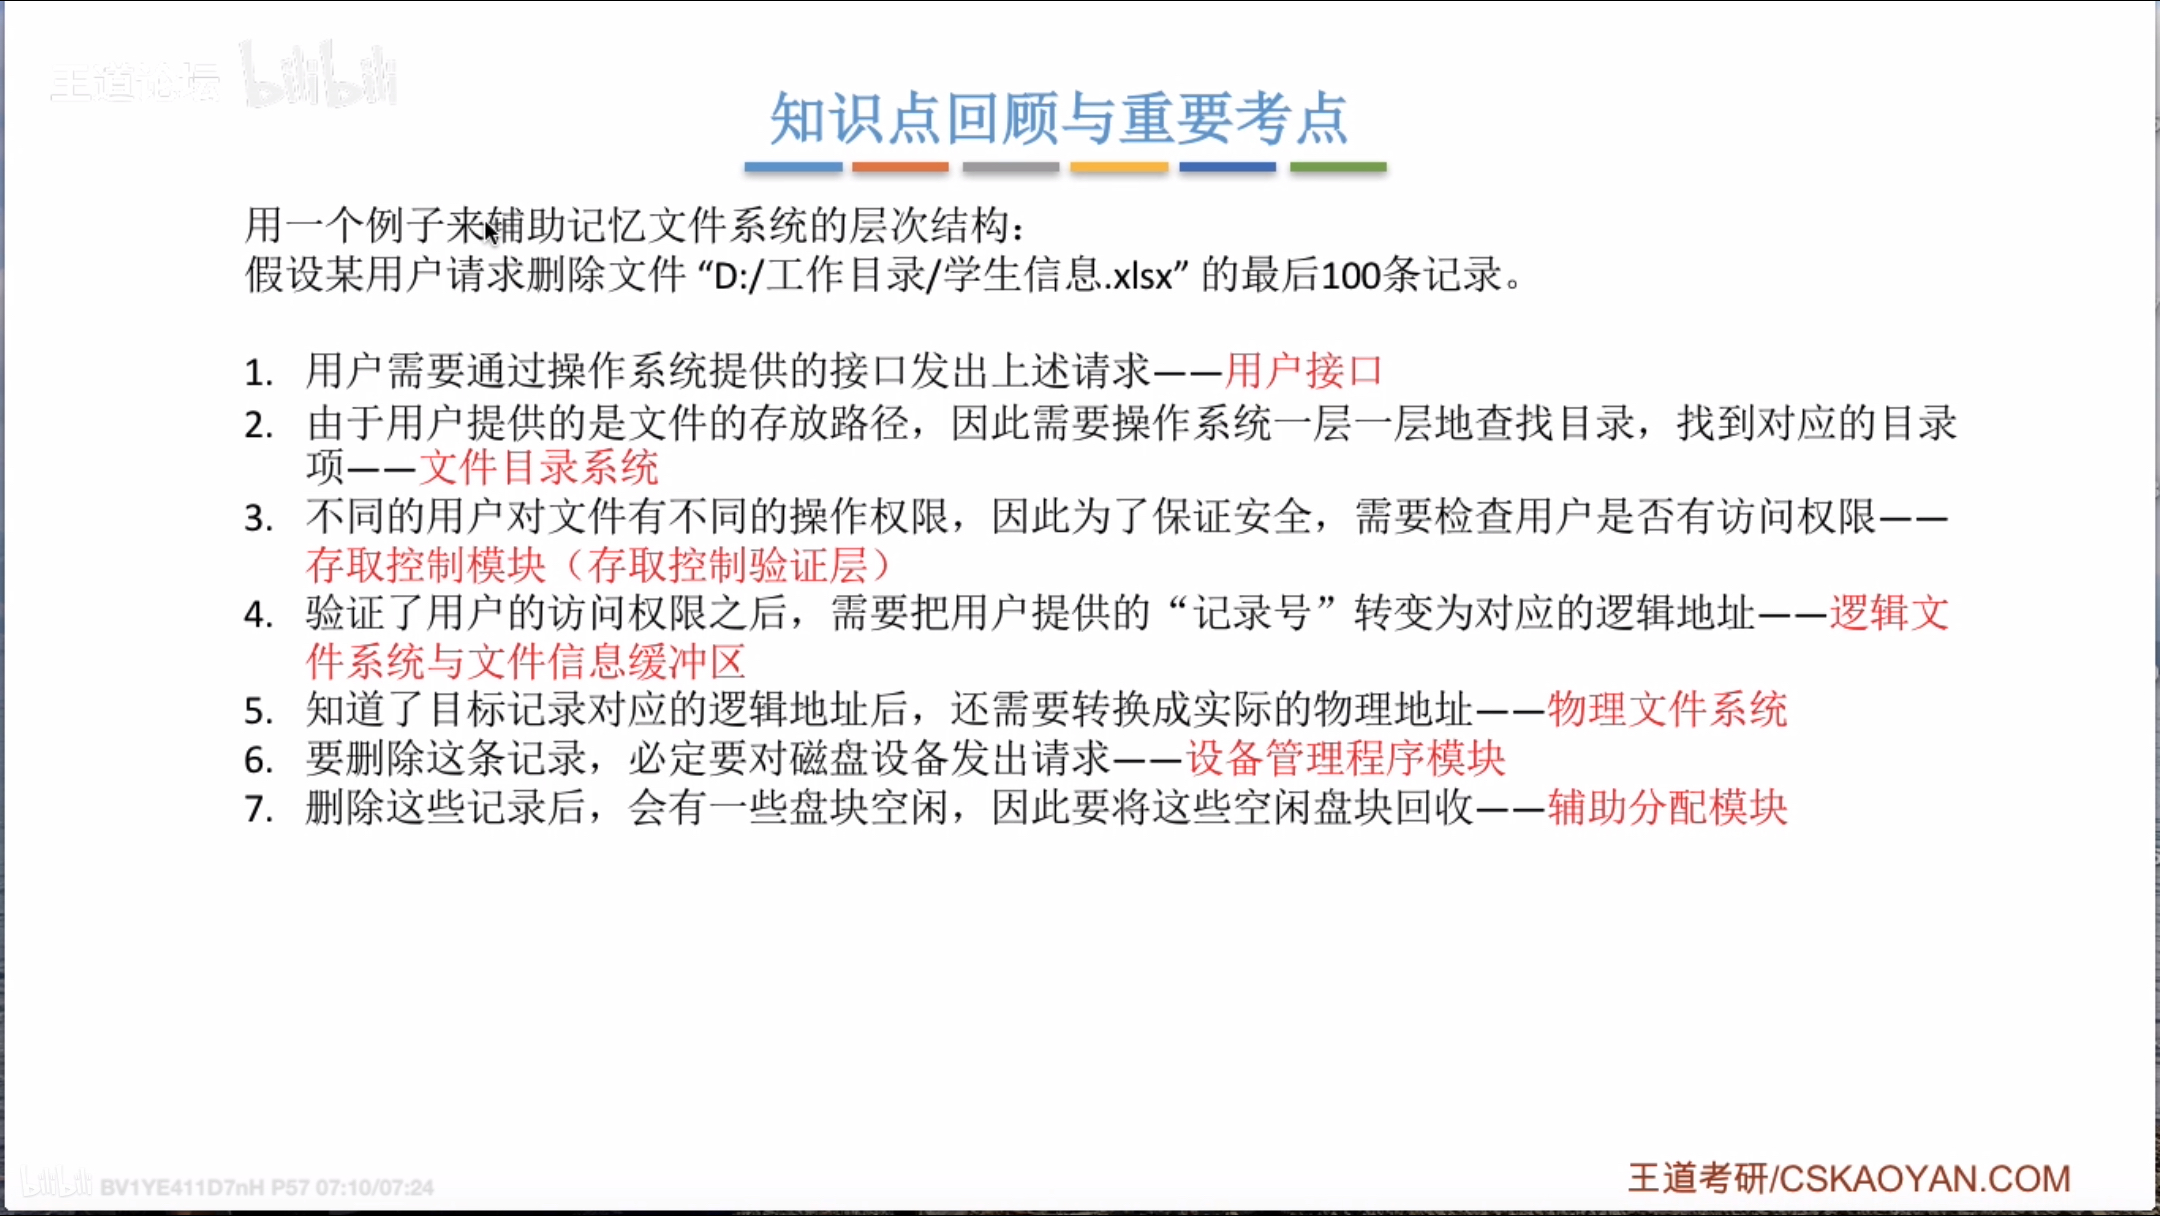 王道论坛 bilibili
知识点回顾与重要考点
用一个例子来辅助记忆文件系统的层次结构：
假设某用户请求删除文件 “D:/工作目录/学生信息.xlsx” 的最后100条记录。
1. 用户需要通过操作系统提供的接口发出上述请求——用户接口
2. 由于用户提供的是文件的存放路径，因此需要操作系统一层一层地查找目录，找到对应的目录
项——文件目录系统
3. 不同的用户对文件有不同的操作权限，因此为了保证安全，需要检查用户是否有访问权限——
存取控制模块（存取控制验证层）
4. 验证了用户的访问权限之后，需要把用户提供的“记录号”转变为对应的逻辑地址——逻辑文
件系统与文件信息缓冲区
5. 知道了目标记录对应的逻辑地址后，还需要转换成实际的物理地址——物理文件系统
6. 要删除这条记录，必定要对磁盘设备发出请求——设备管理程序模块
7. 删除这些记录后，会有一些盘块空闲，因此要将这些空闲盘块回收——辅助分配模块
bilibili BV1YE411D7nH P57 07:10/07:24
王道考研/CSKAOYAN.COM